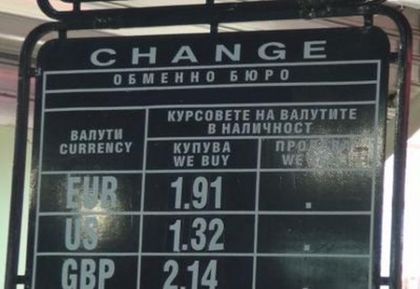 CHANGE
ОБМЕННО БЮРО
КУРСОВЕТЕ НА ВАЛУТИТЕ
В НАЛИЧНОСТ
ВАЛУТИ
CURRENCY
КУПУВА
WE BUY
WE
EUR 1.91 .
US 1.32 .
GBP 2.14